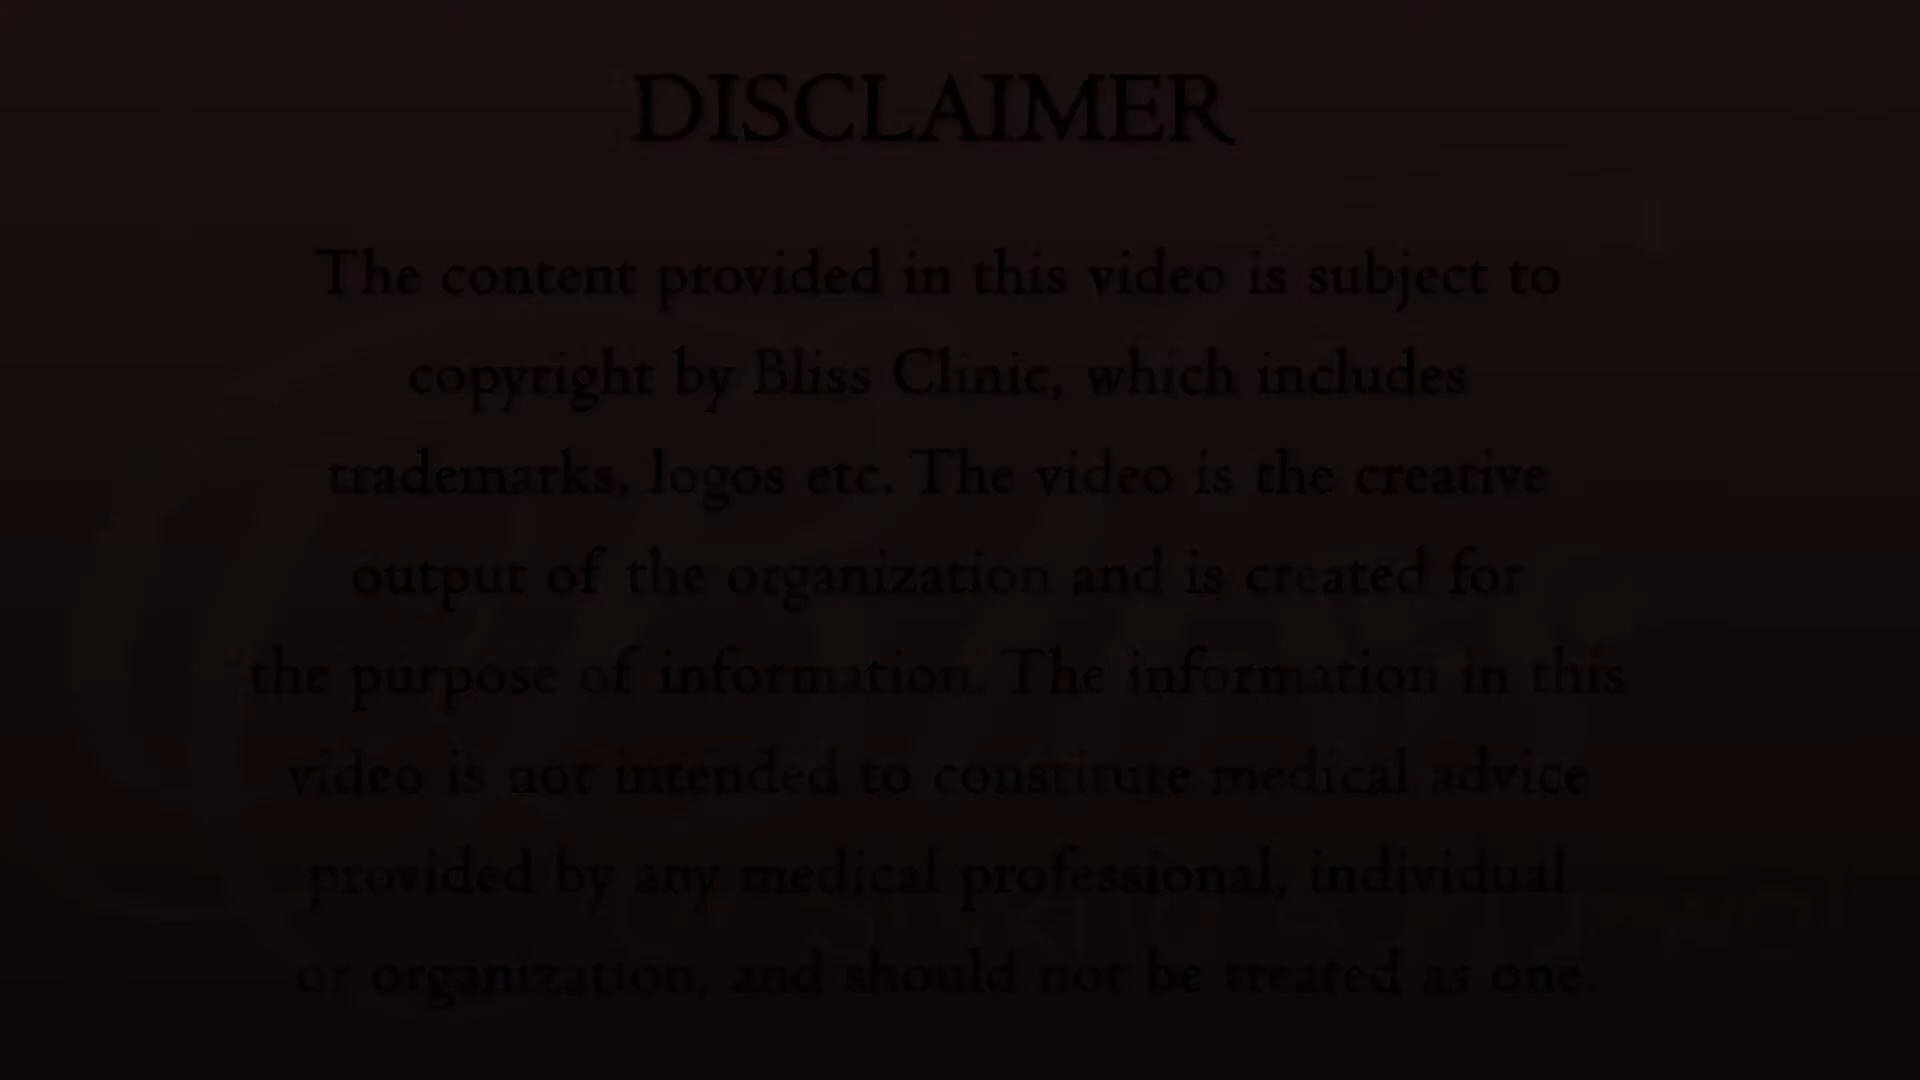 DISCLAIMER
The content provided in this video is subject to
copyright by Bliss Clinic, which includes
trademarks, logos etc. The video is the creative
output of the organization and is created for
the purpose of information. The information in this
video is not intended to constitute medical advice
provided by any medical professional, individual
or organization, and should not be treated as one.